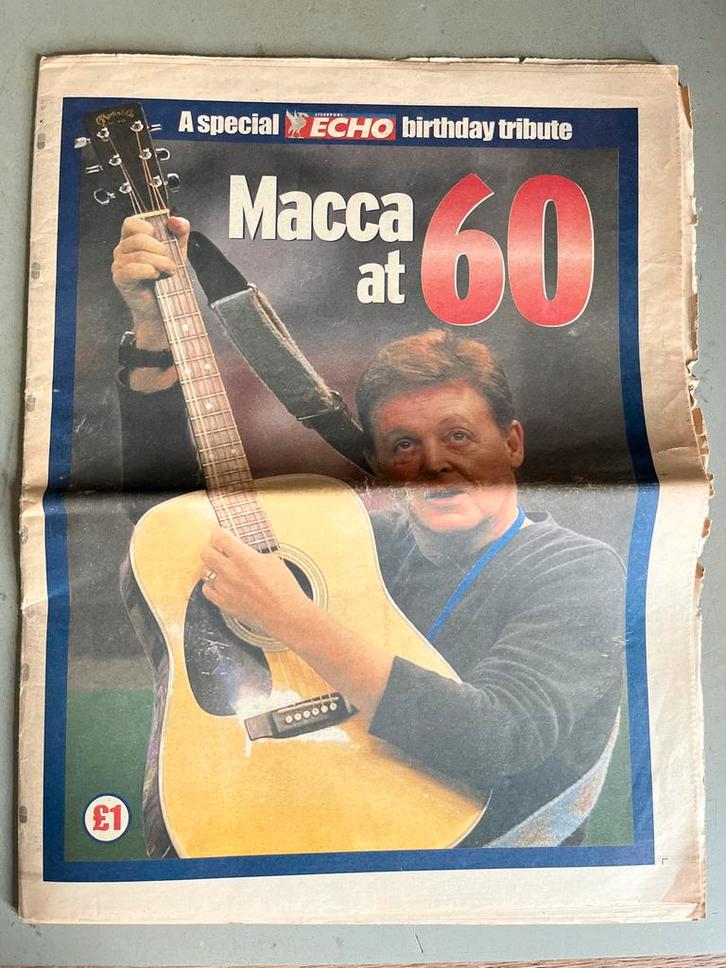 A special LIVERPOOL ECHO birthday tribute
Macca
at 60
£1